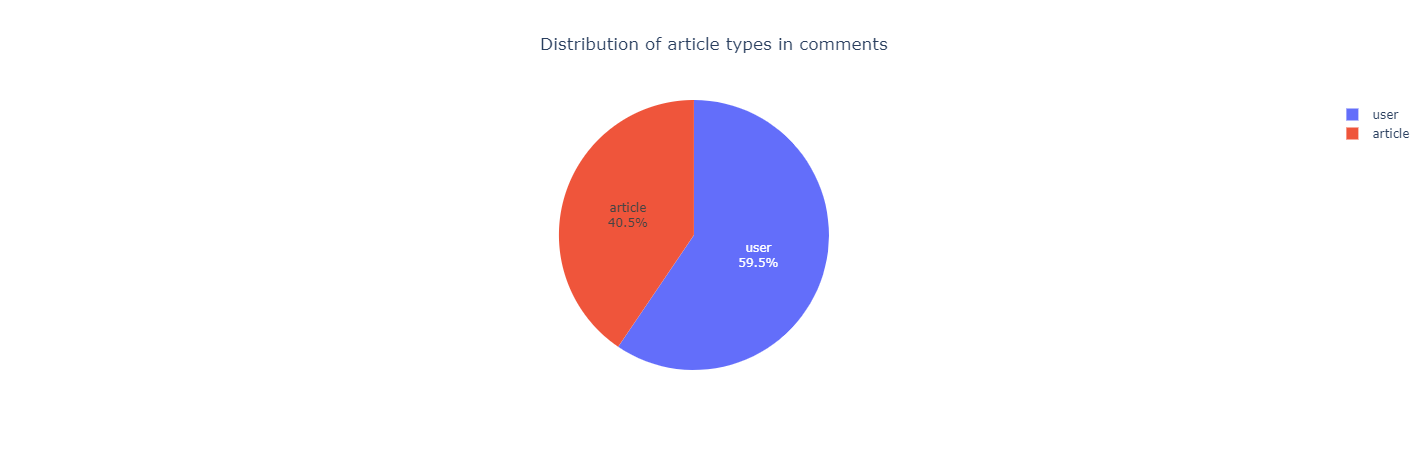 Distribution of article types in comments
user
article
article
40.5%
user
59.5%